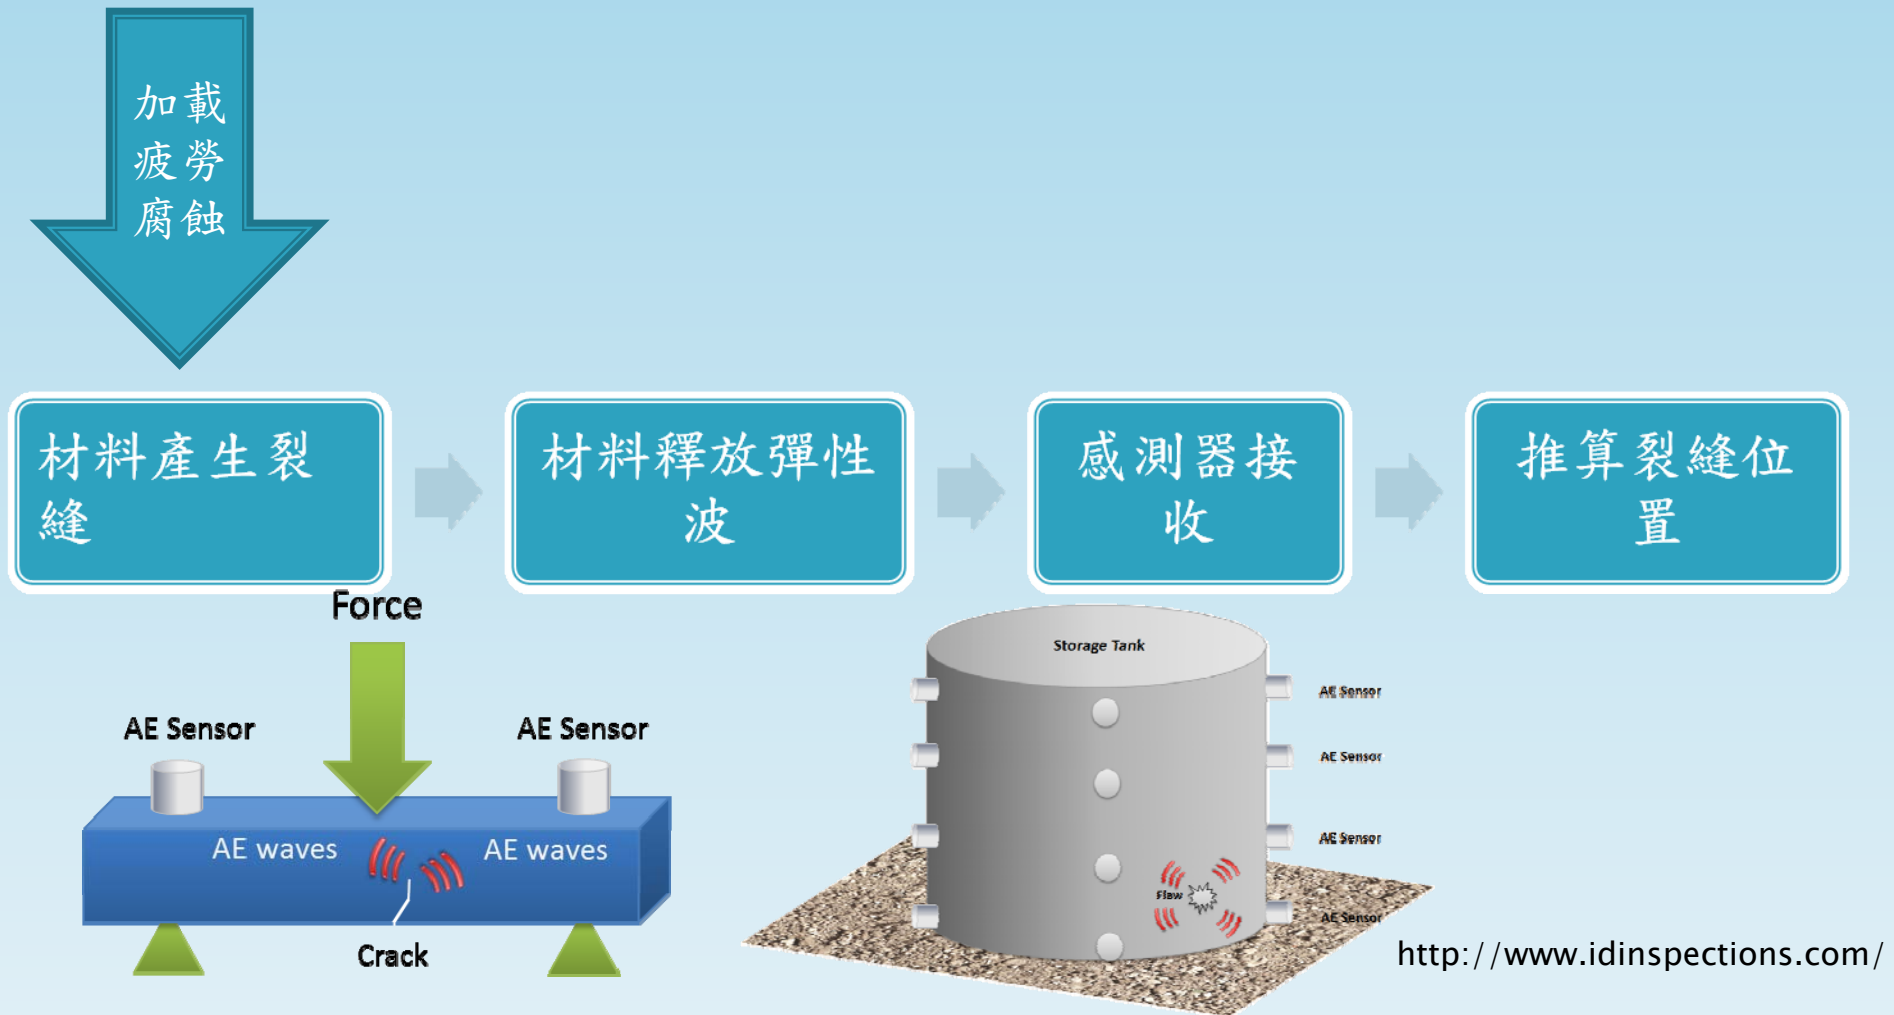 加載
疲勞
腐蝕
材料產生裂
縫
材料釋放彈性
波
感測器接
收
推算裂縫位
置
Force
AE Sensor
AE Sensor
AE waves
AE waves
Crack
Storage Tank
AE Sensor
AE Sensor
AE Sensor
Flaw
AE Sensor
http://www.idinspections.com/